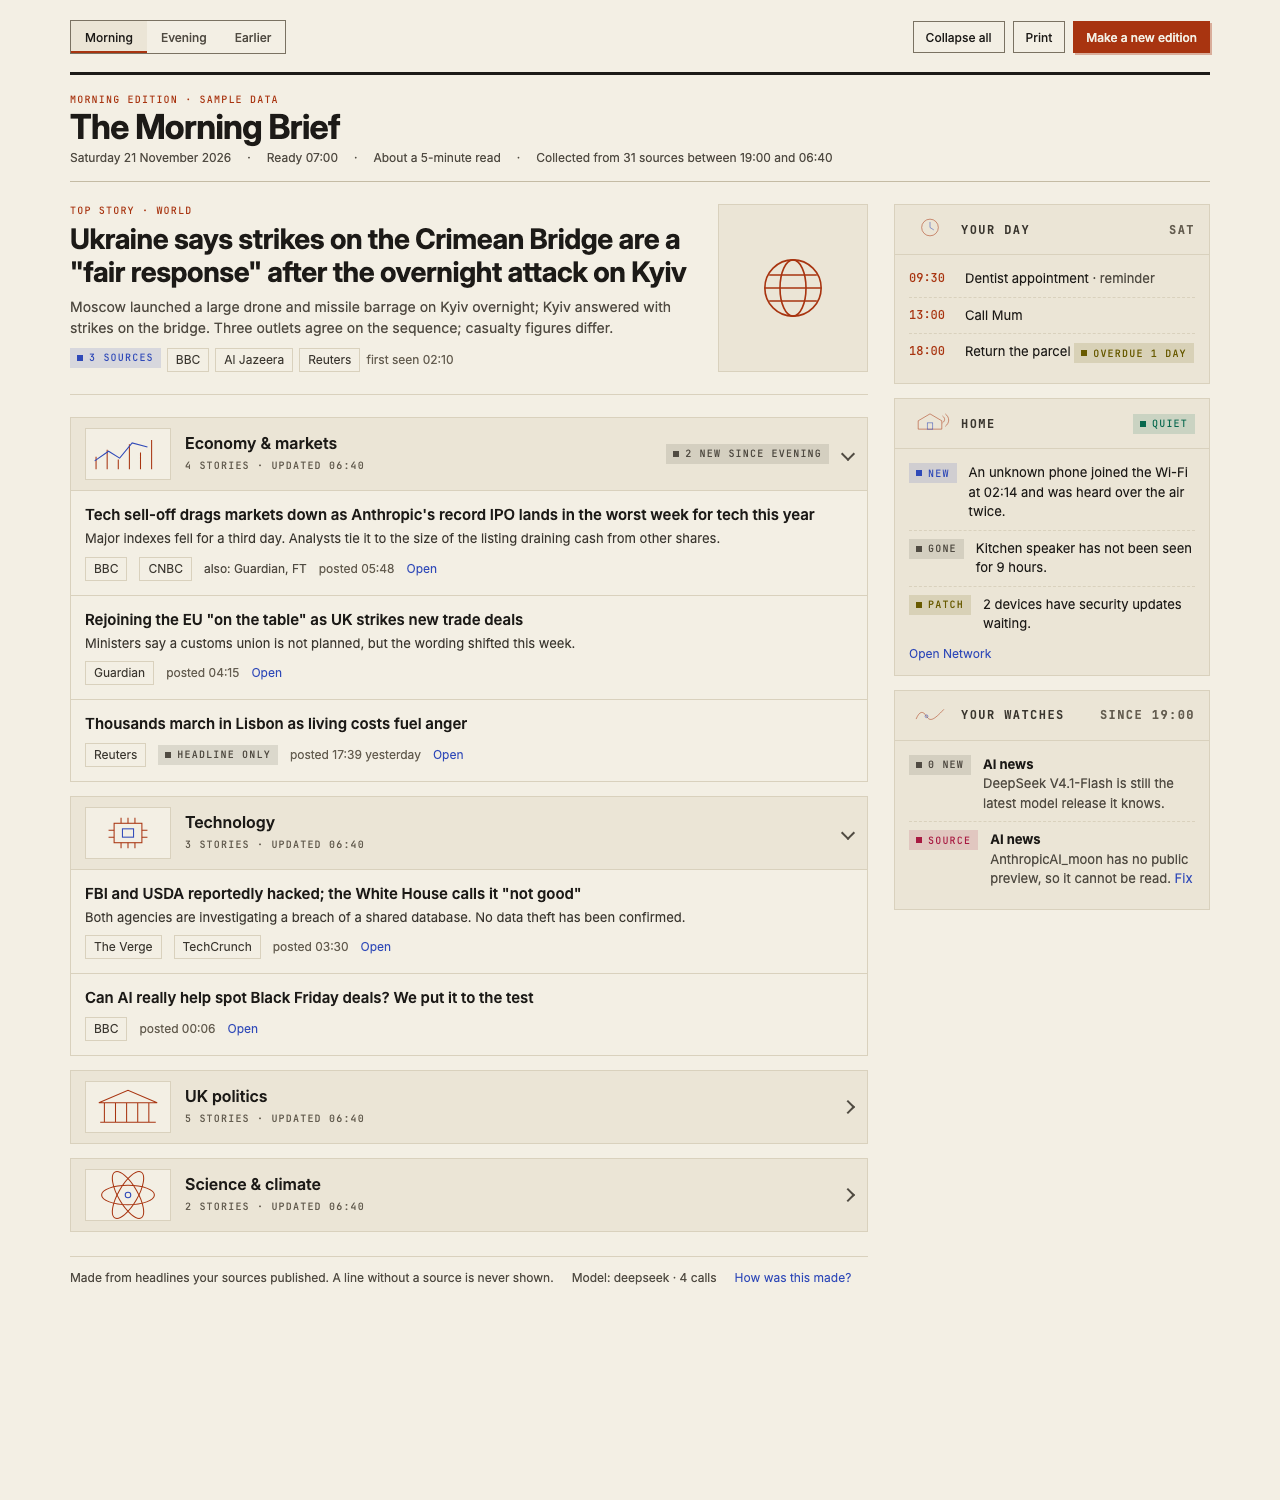 Morning Evening Earlier
Collapse all Print Make a new edition
MORNING EDITION · SAMPLE DATA
The Morning Brief
Saturday 21 November 2026 · Ready 07:00 · About a 5-minute read · Collected from 31 sources between 19:00 and 06:40
TOP STORY · WORLD
Ukraine says strikes on the Crimean Bridge are a
"fair response" after the overnight attack on Kyiv
Moscow launched a large drone and missile barrage on Kyiv overnight; Kyiv answered with
strikes on the bridge. Three outlets agree on the sequence; casualty figures differ.
3 SOURCES BBC Al Jazeera Reuters first seen 02:10
Economy & markets
4 STORIES · UPDATED 06:40
2 NEW SINCE EVENING
Tech sell-off drags markets down as Anthropic's record IPO lands in the worst week for tech this year
Major indexes fell for a third day. Analysts tie it to the size of the listing draining cash from other shares.
BBC CNBC also: Guardian, FT posted 05:48 Open
Rejoining the EU "on the table" as UK strikes new trade deals
Ministers say a customs union is not planned, but the wording shifted this week.
Guardian posted 04:15 Open
Thousands march in Lisbon as living costs fuel anger
Reuters HEADLINE ONLY posted 17:39 yesterday Open
Technology
3 STORIES · UPDATED 06:40
FBI and USDA reportedly hacked; the White House calls it "not good"
Both agencies are investigating a breach of a shared database. No data theft has been confirmed.
The Verge TechCrunch posted 03:30 Open
Can AI really help spot Black Friday deals? We put it to the test
BBC posted 00:06 Open
UK politics
5 STORIES · UPDATED 06:40
Science & climate
2 STORIES · UPDATED 06:40
Made from headlines your sources published. A line without a source is never shown. Model: deepseek · 4 calls How was this made?
YOUR DAY SAT
09:30 Dentist appointment · reminder
13:00 Call Mum
18:00 Return the parcel OVERDUE 1 DAY
HOME QUIET
NEW An unknown phone joined the Wi-Fi
at 02:14 and was heard over the air
twice.
GONE Kitchen speaker has not been seen
for 9 hours.
PATCH 2 devices have security updates
waiting.
Open Network
YOUR WATCHES SINCE 19:00
0 NEW AI news
DeepSeek V4.1-Flash is still the
latest model release it knows.
SOURCE AI news
AnthropicAI_moon has no public
preview, so it cannot be read. Fix